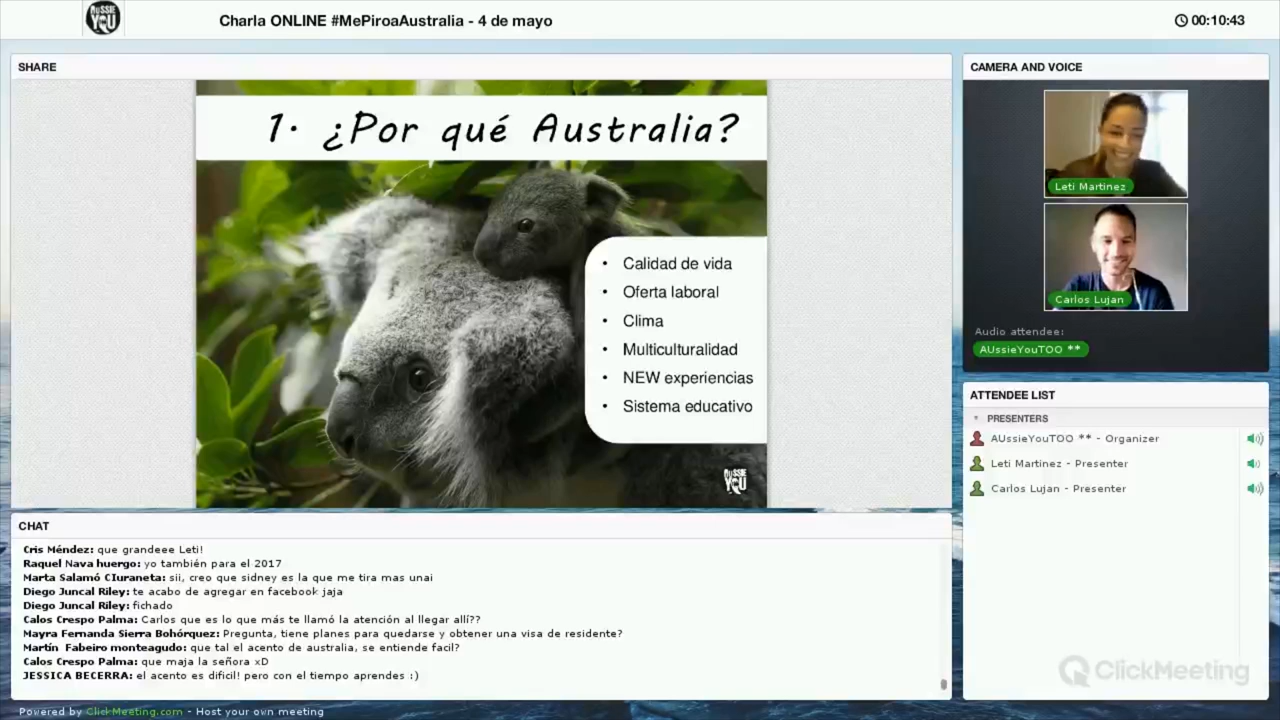 AUSSIE
YOU
Charla ONLINE #MePiroaAustralia - 4 de mayo
00:10:43
SHARE
1. ¿Por qué Australia?
• Calidad de vida
• Oferta laboral
• Clima
• Multiculturalidad
• NEW experiencias
• Sistema educativo
AUSSIE
YOU
CAMERA AND VOICE
Leti Martinez
Carlos Lujan
Audio attendee:
AUssieYouTOO **
ATTENDEE LIST
PRESENTERS
AUssieYouTOO ** - Organizer
Leti Martinez - Presenter
Carlos Lujan - Presenter
CHAT
Cris Méndez: que grandeee Leti!
Raquel Nava huergo: yo también para el 2017
Marta Salamó CIuraneta: sii, creo que sidney es la que me tira mas unai
Diego Juncal Riley: te acabo de agregar en facebook jaja
Diego Juncal Riley: fichado
Calos Crespo Palma: Carlos que es lo que más te llamó la atención al llegar allí??
Mayra Fernanda Sierra Bohórquez: Pregunta, tiene planes para quedarse y obtener una visa de residente?
Martín Fabeiro monteagudo: que tal el acento de australia, se entiende facil?
Calos Crespo Palma: que maja la señora xD
JESSICA BECERRA: el acento es dificil! pero con el tiempo aprendes :)
ClickMeeting
Powered by ClickMeeting.com - Host your own meeting